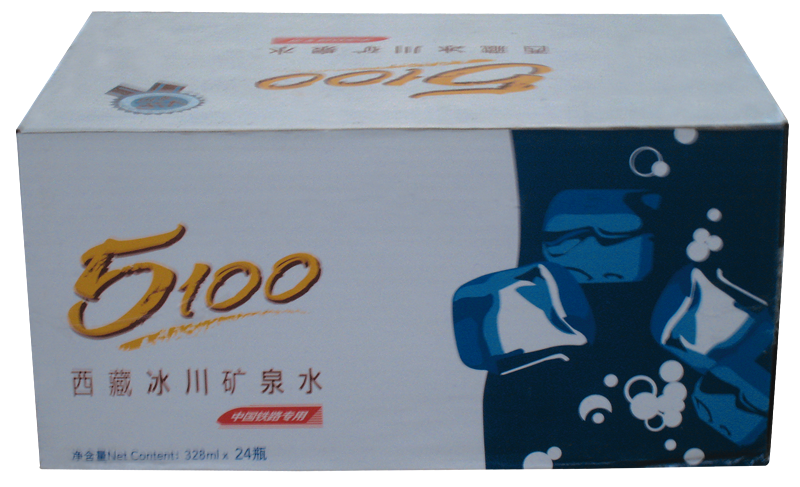 西藏冰川矿泉水
5100
5100
西藏冰川矿泉水
中国铁路专用
净含量Net Content: 328ml x 24瓶